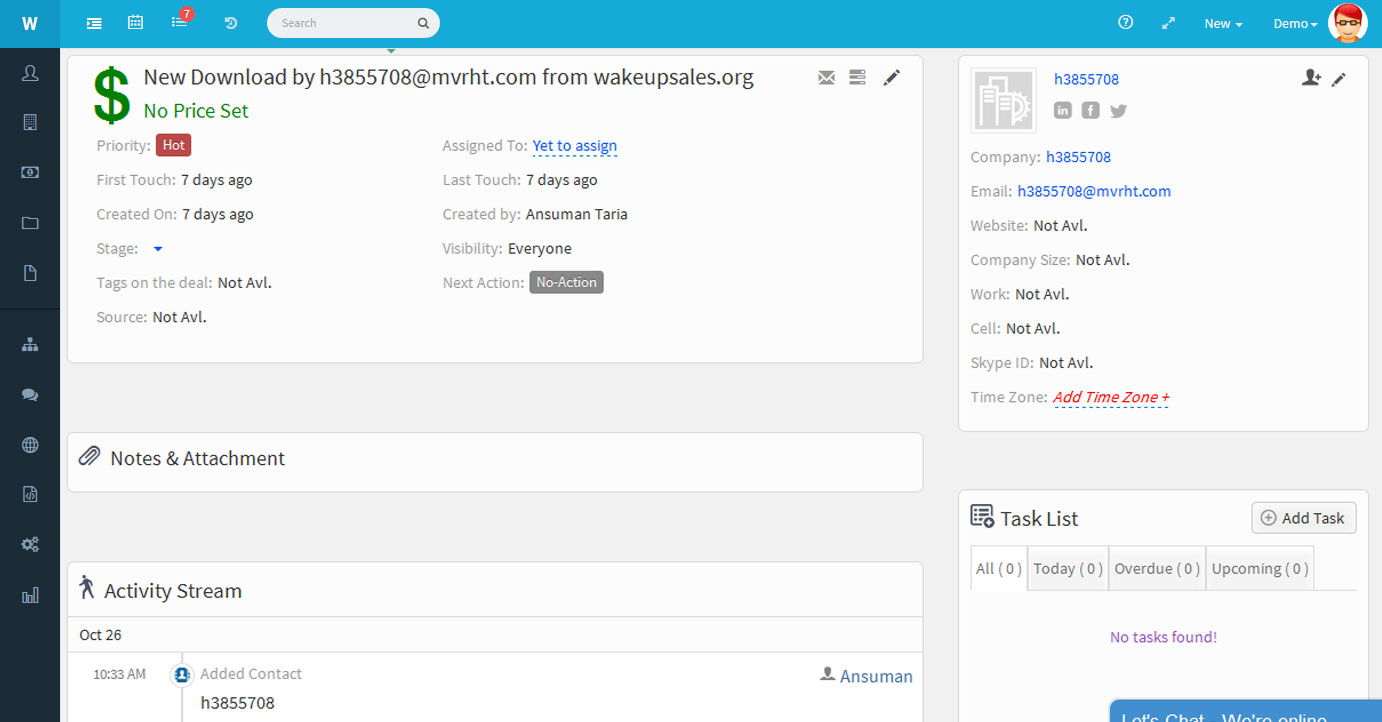 W
7
Search
New
Demo
New Download by h3855708@mvrht.com from wakeupsales.org
$
No Price Set
Priority: Hot
Assigned To: Yet to assign
First Touch: 7 days ago
Last Touch: 7 days ago
Created On: 7 days ago
Created by: Ansuman Taria
Stage:
Visibility: Everyone
Tags on the deal: Not Avl.
Next Action: No-Action
Source: Not Avl.
h3855708
Company: h3855708
Email: h3855708@mvrht.com
Website: Not Avl.
Company Size: Not Avl.
Work: Not Avl.
Cell: Not Avl.
Skype ID: Not Avl.
Time Zone: Add Time Zone +
Notes & Attachment
Activity Stream
Oct 26
10:33 AM Added Contact
Ansuman
h3855708
Task List
Add Task
All ( 0 ) Today ( 0 ) Overdue ( 0 ) Upcoming ( 0 )
No tasks found!
Let's Chat - We're online